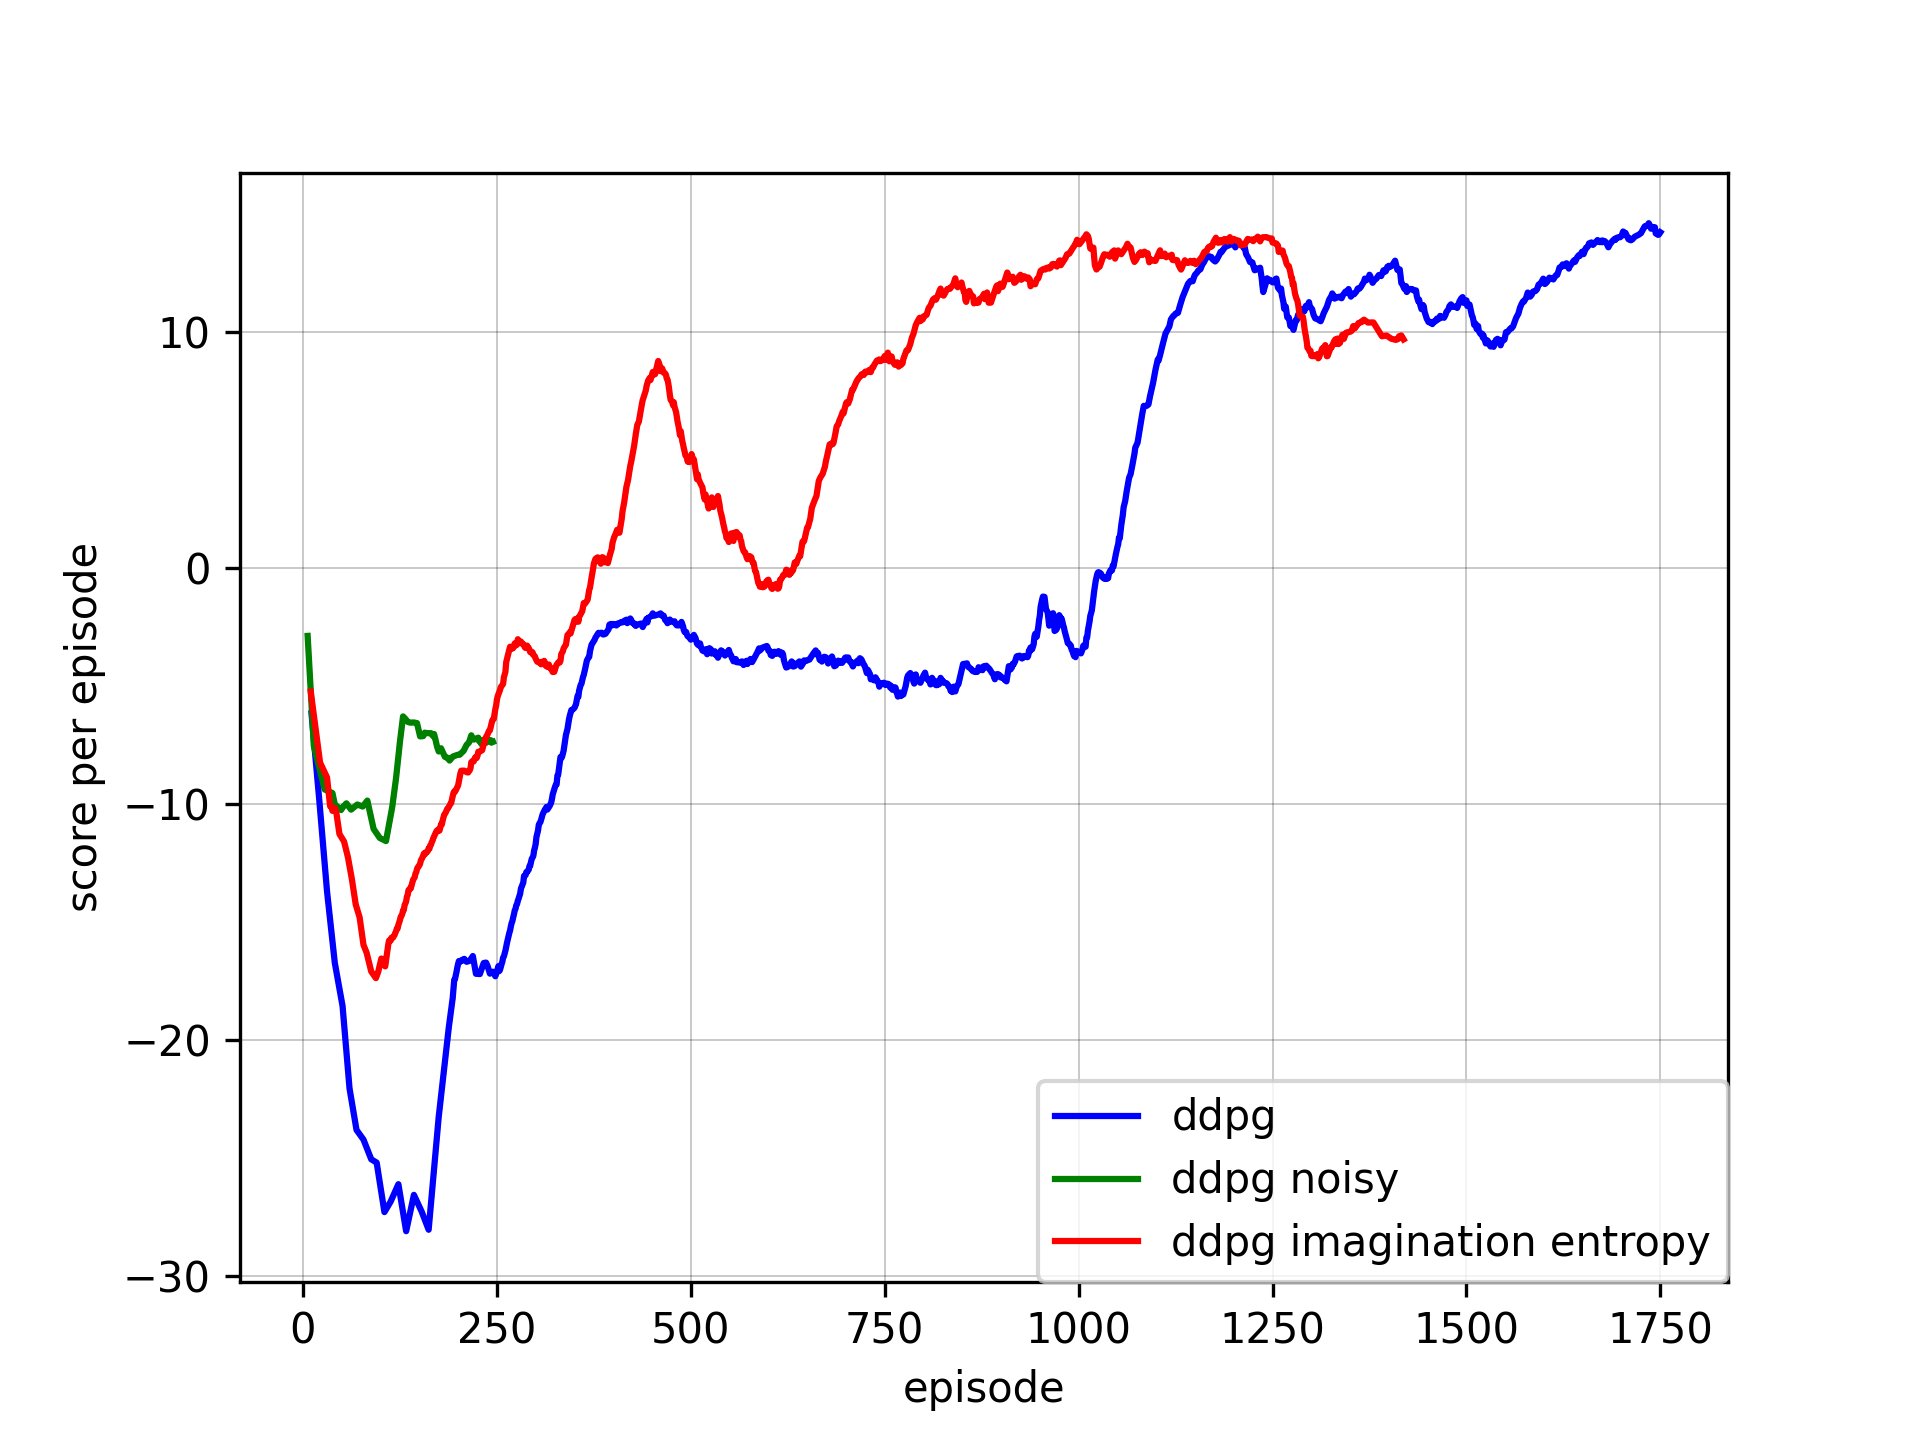 score per episode
10
0
−10
−20
−30
0 250 500 750 1000 1250 1500 1750
episode
ddpg
ddpg noisy
ddpg imagination entropy